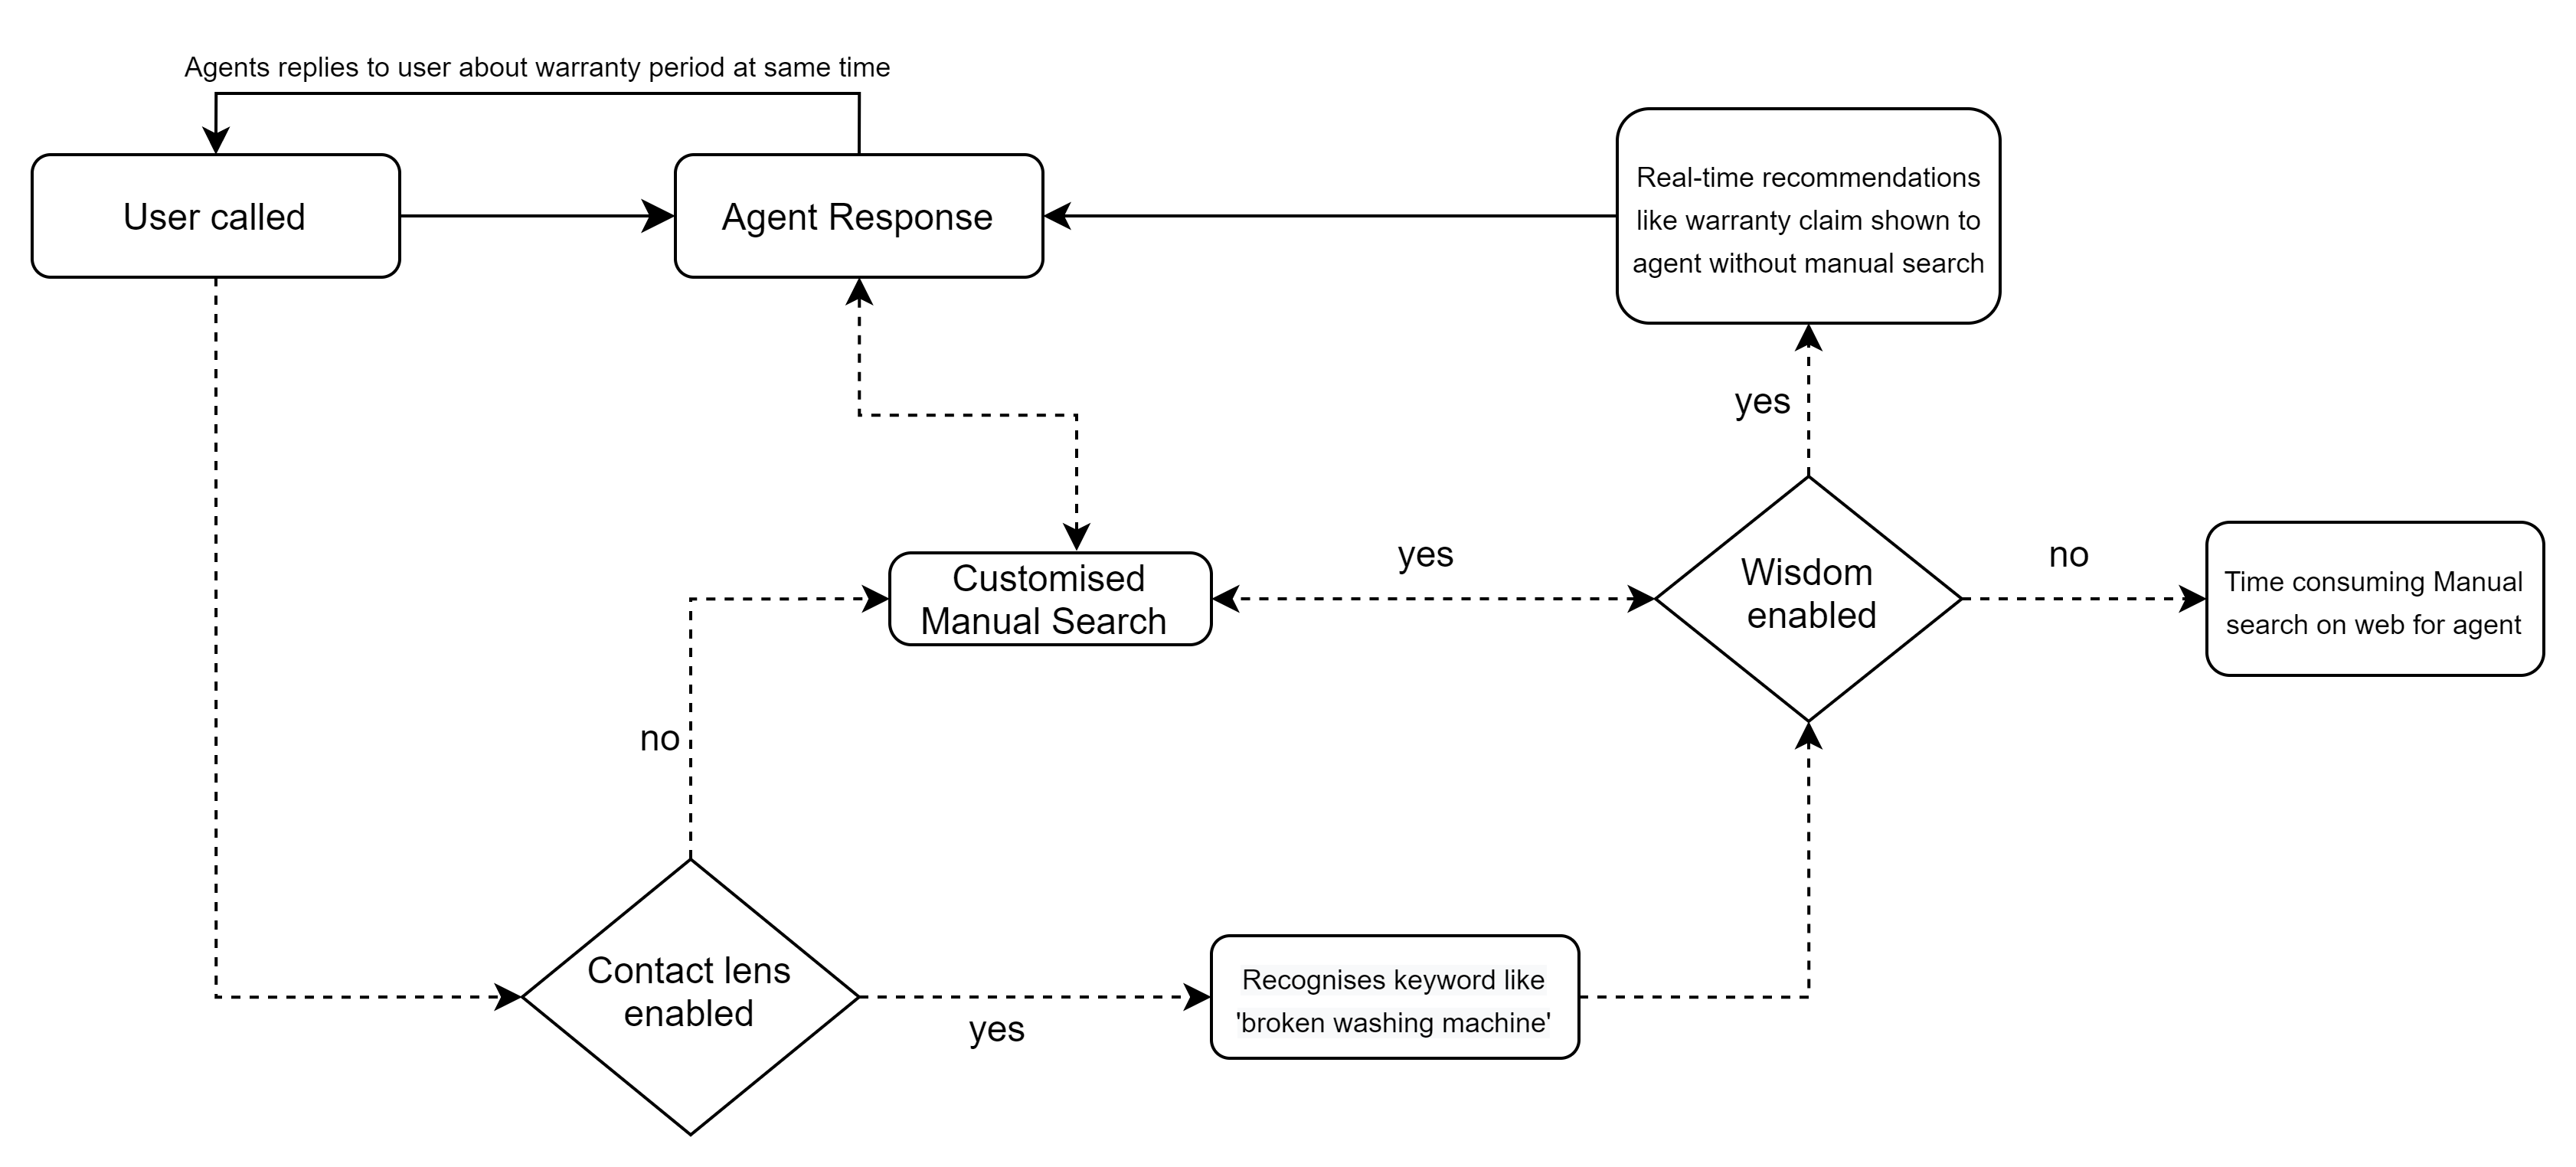 Agents replies to user about warranty period at same time
User called
Agent Response
Real-time recommendations
like warranty claim shown to
agent without manual search
yes
Customised
Manual Search
yes
Wisdom
enabled
no
Time consuming Manual
search on web for agent
no
Contact lens
enabled
yes
Recognises keyword like
'broken washing machine'